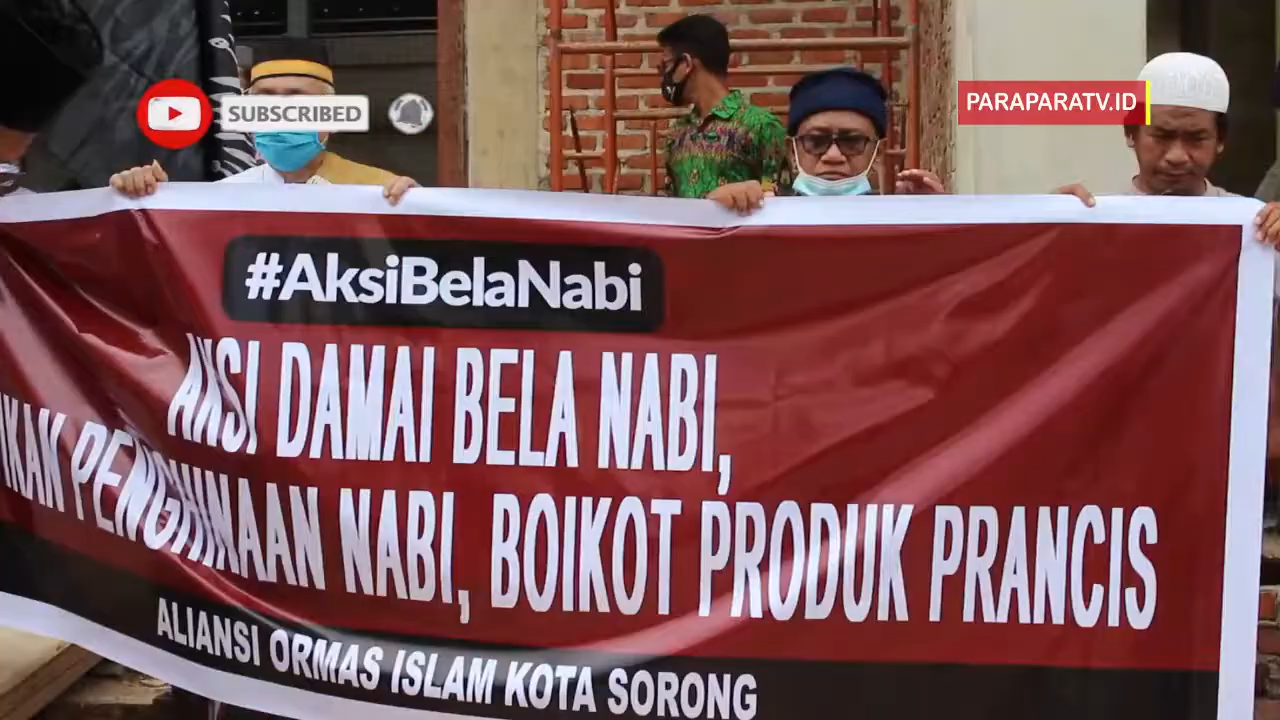 SUBSCRIBED
PARAPARATV.ID
#AksiBelaNabi
AKSI DAMAI BELA NABI,
PENGHINAAN NABI, BOIKOT PRODUK PRANCIS
ALIANSI ORMAS ISLAM KOTA SORONG